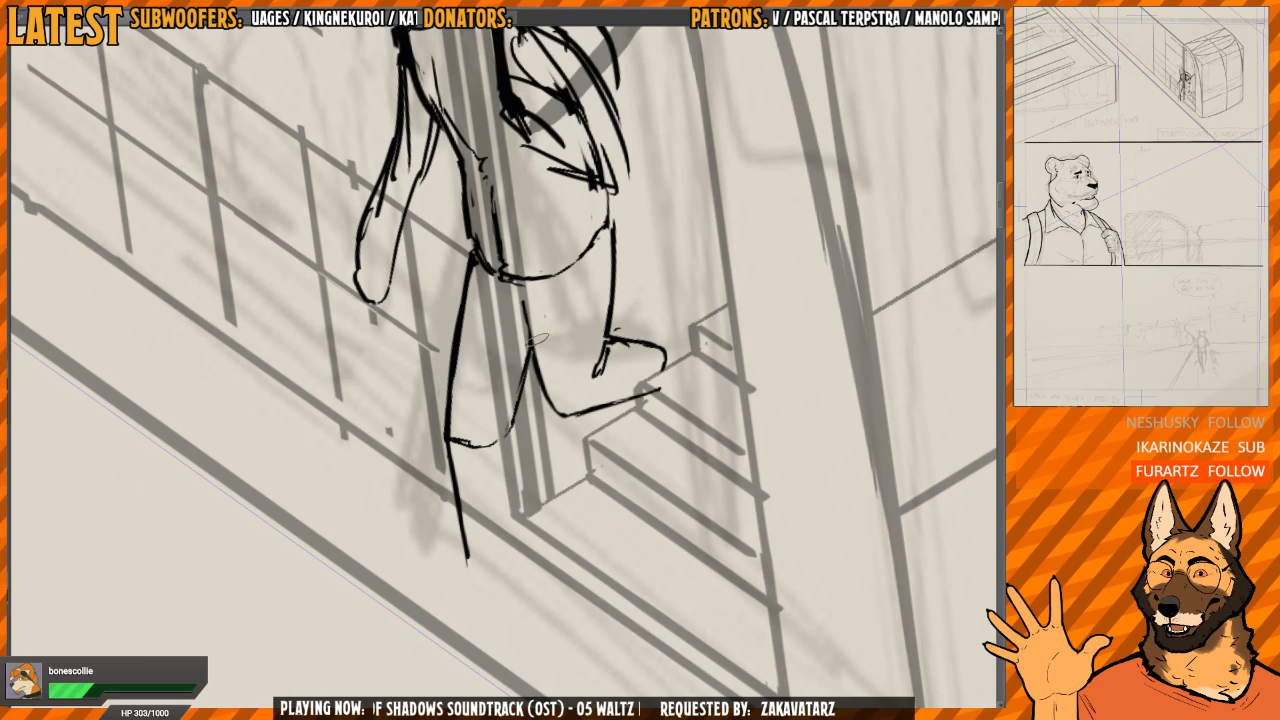 LATEST SUBWOOFERS: UAGES / KINGNEKUROI / KAT DONATORS: PATRONS: / PASCAL TERPSTRA / MANOLO SAMP
NESHUSKY FOLLOW
IKARINOKAZE SUB
FURARTZ FOLLOW
bonescollie
HP 303/1000
PLAYING NOW: F SHADOWS SOUNDTRACK (OST) - 05 WALTZ REQUESTED BY: ZAKAVATARZ